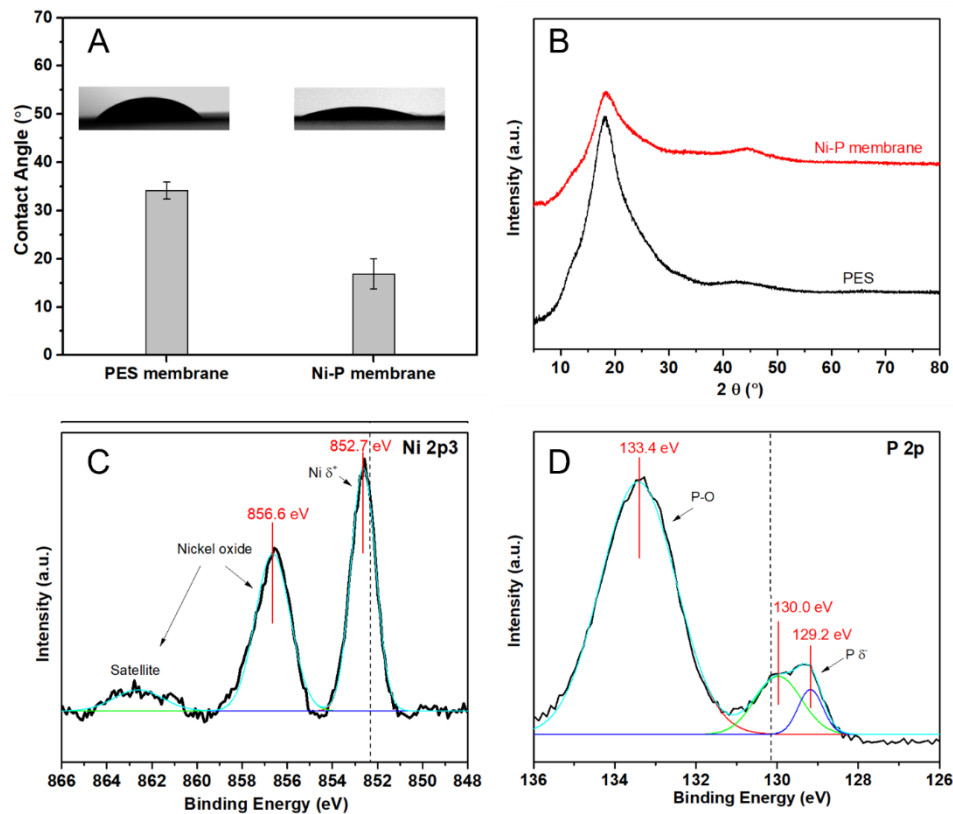 A
Contact Angle (°)
70
60
50
40
30
20
10
0
PES membrane
Ni-P membrane
B
Intensity (a.u.)
Ni-P membrane
PES
10 20 30 40 50 60 70 80
2 θ (°)
C
Ni 2p3
852.7 eV
Ni δ⁺
856.6 eV
Nickel oxide
Satellite
Intensity (a.u.)
866 864 862 860 858 856 854 852 850 848
Binding Energy (eV)
D
P 2p
133.4 eV
P-O
130.0 eV
129.2 eV
P δ⁻
Intensity (a.u.)
136 134 132 130 128 126
Binding Energy (eV)